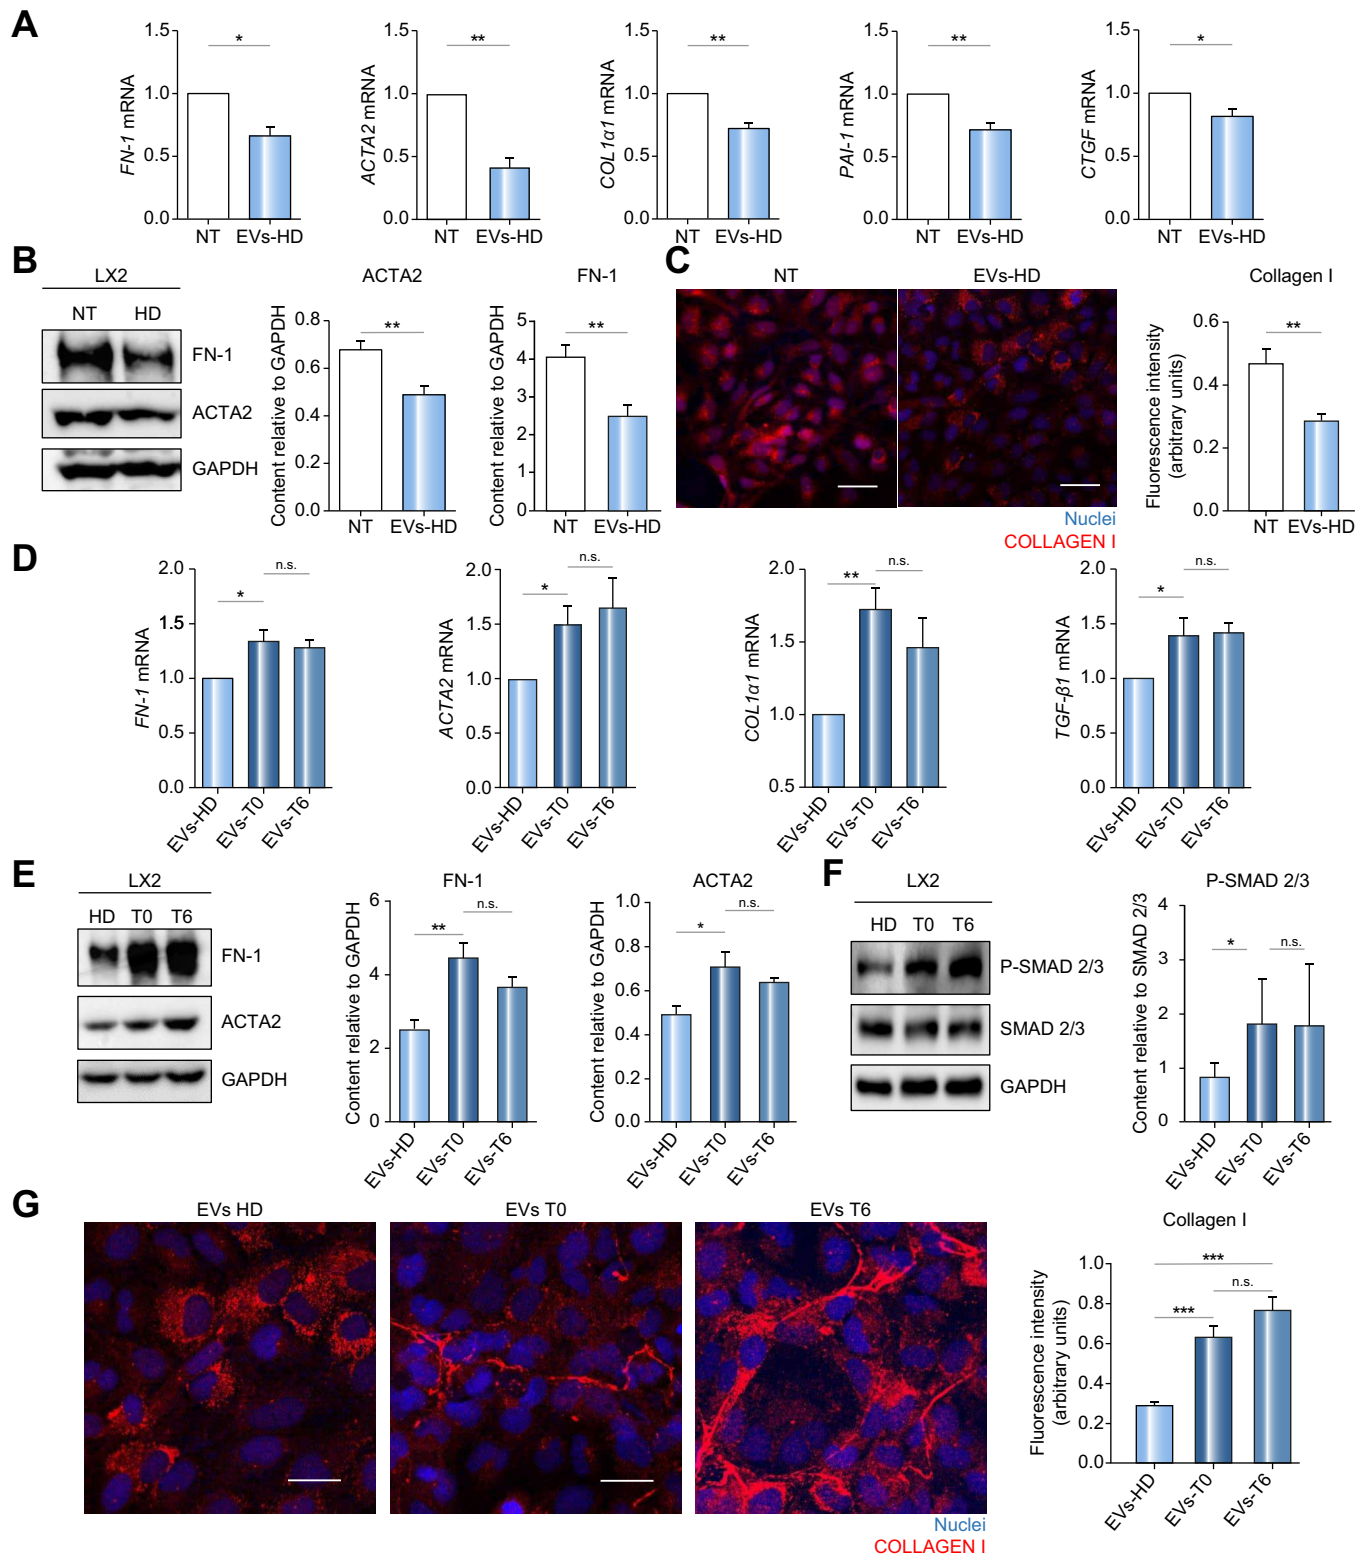 A
1.5
1.0
0.5
0.0
FN-1 mRNA
*
NT
EVs-HD
1.5
1.0
0.5
0.0
ACTA2 mRNA
**
NT
EVs-HD
1.5
1.0
0.5
0.0
COL1α1 mRNA
**
NT
EVs-HD
1.5
1.0
0.5
0.0
PAI-1 mRNA
**
NT
EVs-HD
1.5
1.0
0.5
0.0
CTGF mRNA
*
NT
EVs-HD
B
LX2
NT HD
FN-1
ACTA2
GAPDH
ACTA2
Content relative to GAPDH
0.8
0.6
0.4
0.2
0.0
**
NT
EVs-HD
FN-1
Content relative to GAPDH
5
4
3
2
1
0
**
NT
EVs-HD
C
NT
EVs-HD
Nuclei
COLLAGEN I
Collagen I
Fluorescence intensity
(arbitrary units)
0.6
0.4
0.2
0.0
**
NT
EVs-HD
D
FN-1 mRNA
2.0
1.5
1.0
0.5
0.0
*
n.s.
EVs-HD
EVs-T0
EVs-T6
ACTA2 mRNA
2.0
1.5
1.0
0.5
0.0
*
n.s.
EVs-HD
EVs-T0
EVs-T6
COL1α1 mRNA
2.0
1.5
1.0
0.5
**
n.s.
EVs-HD
EVs-T0
EVs-T6
TGF-β1 mRNA
2.0
1.5
1.0
0.5
0.0
*
n.s.
EVs-HD
EVs-T0
EVs-T6
E
LX2
HD T0 T6
FN-1
ACTA2
GAPDH
FN-1
Content relative to GAPDH
6
4
2
0
**
n.s.
EVs-HD
EVs-T0
EVs-T6
ACTA2
Content relative to GAPDH
1.0
0.8
0.6
0.4
0.2
0.0
*
n.s.
EVs-HD
EVs-T0
EVs-T6
F
LX2
HD T0 T6
P-SMAD 2/3
SMAD 2/3
GAPDH
P-SMAD 2/3
Content relative to SMAD 2/3
4
3
2
1
0
*
n.s.
EVs-HD
EVs-T0
EVs-T6
G
EVs HD
EVs T0
EVs T6
Nuclei
COLLAGEN I
Collagen I
Fluorescence intensity
(arbitrary units)
1.0
0.8
0.6
0.4
0.2
0.0
***
***
n.s.
EVs-HD
EVs-T0
EVs-T6